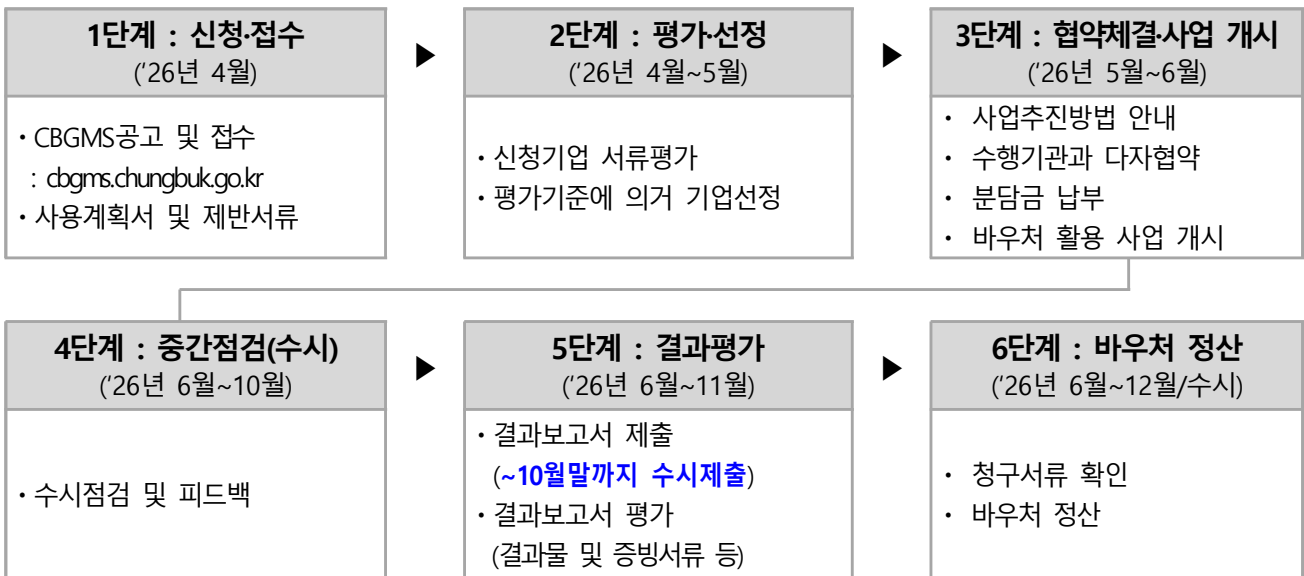 1단계 : 신청·접수
('26년 4월)
・CBGMS공고 및 접수
: cbgms.chungbuk.go.kr
・사용계획서 및 제반서류
▶
2단계 : 평가·선정
('26년 4월~5월)
・신청기업 서류평가
・평가기준에 의거 기업선정
▶
3단계 : 협약체결·사업 개시
('26년 5월~6월)
・ 사업추진방법 안내
・ 수행기관과 다자협약
・ 분담금 납부
・ 바우처 활용 사업 개시
4단계 : 중간점검(수시)
('26년 6월~10월)
・수시점검 및 피드백
▶
5단계 : 결과평가
('26년 6월~11월)
・결과보고서 제출
(~10월말까지 수시제출)
・결과보고서 평가
(결과물 및 증빙서류 등)
▶
6단계 : 바우처 정산
('26년 6월~12월/수시)
・ 청구서류 확인
・ 바우처 정산